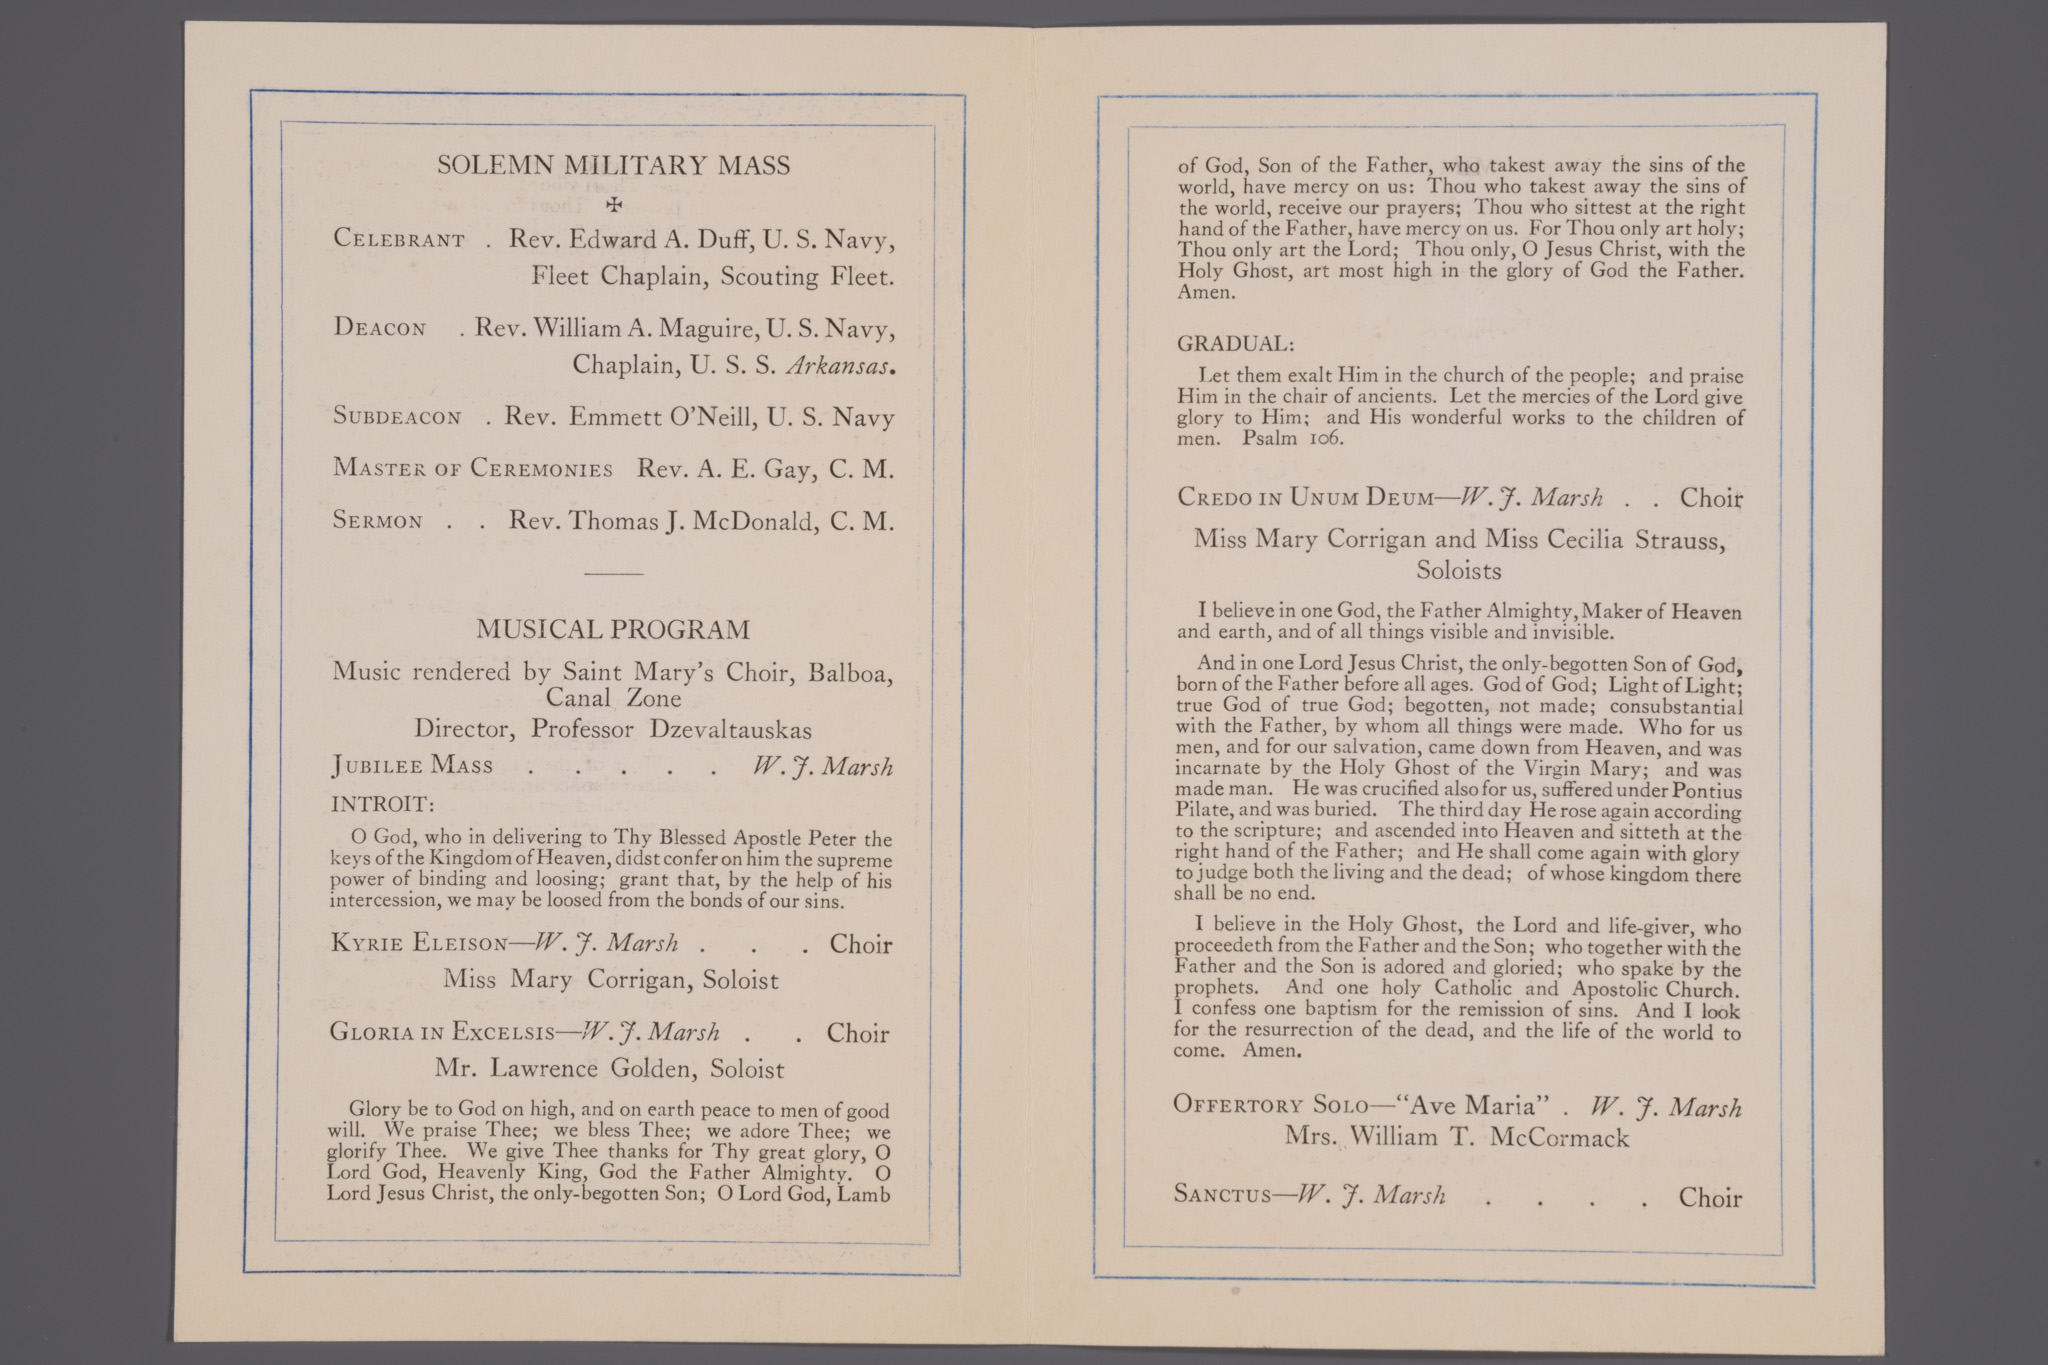 SOLEMN MILITARY MASS
✠
CELEBRANT . Rev. Edward A. Duff, U. S. Navy,
Fleet Chaplain, Scouting Fleet.
DEACON . Rev. William A. Maguire, U. S. Navy,
Chaplain, U. S. S. Arkansas.
SUBDEACON . Rev. Emmett O'Neill, U. S. Navy
MASTER OF CEREMONIES Rev. A. E. Gay, C. M.
SERMON . . Rev. Thomas J. McDonald, C. M.
MUSICAL PROGRAM
Music rendered by Saint Mary's Choir, Balboa,
Canal Zone
Director, Professor Dzevaltauskas
JUBILEE MASS . . . . . W. J. Marsh
INTROIT:
O God, who in delivering to Thy Blessed Apostle Peter the
keys of the Kingdom of Heaven, didst confer on him the supreme
power of binding and loosing; grant that, by the help of his
intercession, we may be loosed from the bonds of our sins.
KYRIE ELEISON—W. J. Marsh . . . Choir
Miss Mary Corrigan, Soloist
GLORIA IN EXCELSIS—W. J. Marsh . . Choir
Mr. Lawrence Golden, Soloist
Glory be to God on high, and on earth peace to men of good
will. We praise Thee; we bless Thee; we adore Thee; we
glorify Thee. We give Thee thanks for Thy great glory, O
Lord God, Heavenly King, God the Father Almighty. O
Lord Jesus Christ, the only-begotten Son; O Lord God, Lamb
of God, Son of the Father, who takest away the sins of the
world, have mercy on us: Thou who takest away the sins of
the world, receive our prayers; Thou who sittest at the right
hand of the Father, have mercy on us. For Thou only art holy;
Thou only art the Lord; Thou only, O Jesus Christ, with the
Holy Ghost, art most high in the glory of God the Father.
Amen.
GRADUAL:
Let them exalt Him in the church of the people; and praise
Him in the chair of ancients. Let the mercies of the Lord give
glory to Him; and His wonderful works to the children of
men. Psalm 106.
CREDO IN UNUM DEUM—W. J. Marsh . . Choir
Miss Mary Corrigan and Miss Cecilia Strauss,
Soloists
I believe in one God, the Father Almighty, Maker of Heaven
and earth, and of all things visible and invisible.
And in one Lord Jesus Christ, the only-begotten Son of God,
born of the Father before all ages. God of God; Light of Light;
true God of true God; begotten, not made; consubstantial
with the Father, by whom all things were made. Who for us
men, and for our salvation, came down from Heaven, and was
incarnate by the Holy Ghost of the Virgin Mary; and was
made man. He was crucified also for us, suffered under Pontius
Pilate, and was buried. The third day He rose again according
to the scripture; and ascended into Heaven and sitteth at the
right hand of the Father; and He shall come again with glory
to judge both the living and the dead; of whose kingdom there
shall be no end.
I believe in the Holy Ghost, the Lord and life-giver, who
proceedeth from the Father and the Son; who together with the
Father and the Son is adored and gloried; who spake by the
prophets. And one holy Catholic and Apostolic Church.
I confess one baptism for the remission of sins. And I look
for the resurrection of the dead, and the life of the world to
come. Amen.
OFFERTORY SOLO—"Ave Maria" . W. J. Marsh
Mrs. William T. McCormack
SANCTUS—W. J. Marsh . . . . Choir